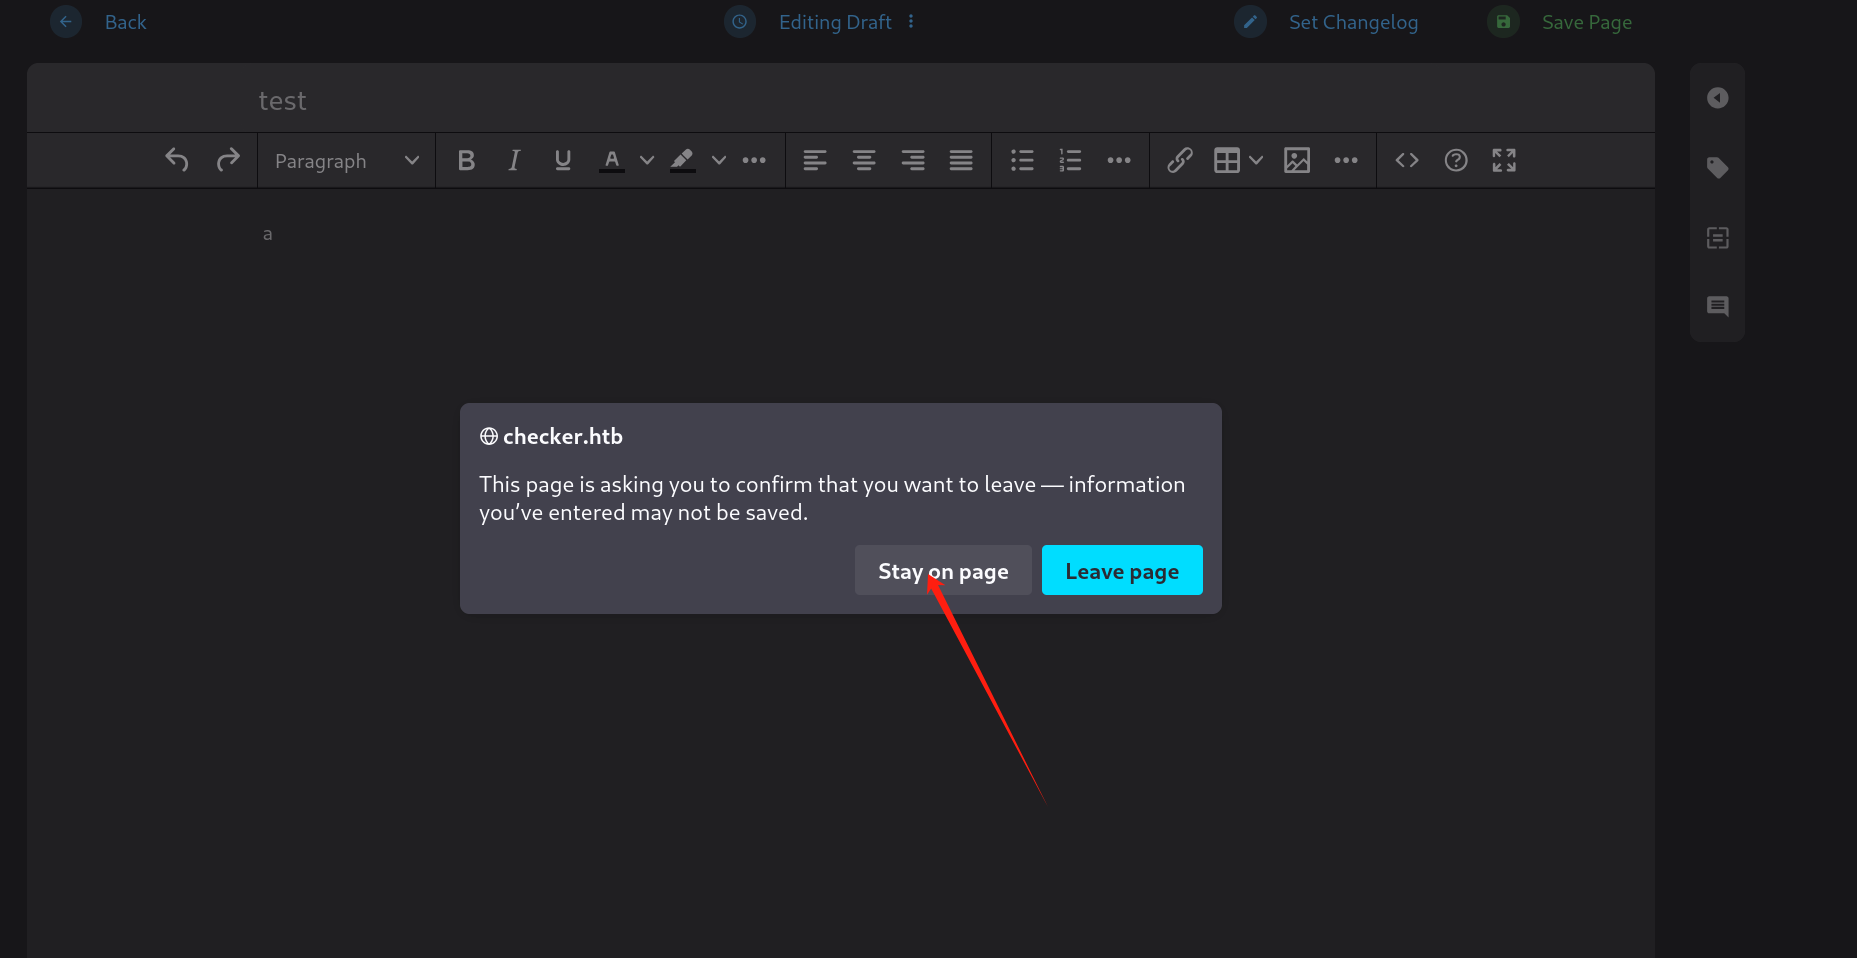 Back
Editing Draft
Set Changelog
Save Page
test
Paragraph
B I U A
a
checker.htb
This page is asking you to confirm that you want to leave — information
you've entered may not be saved.
Stay on page
Leave page